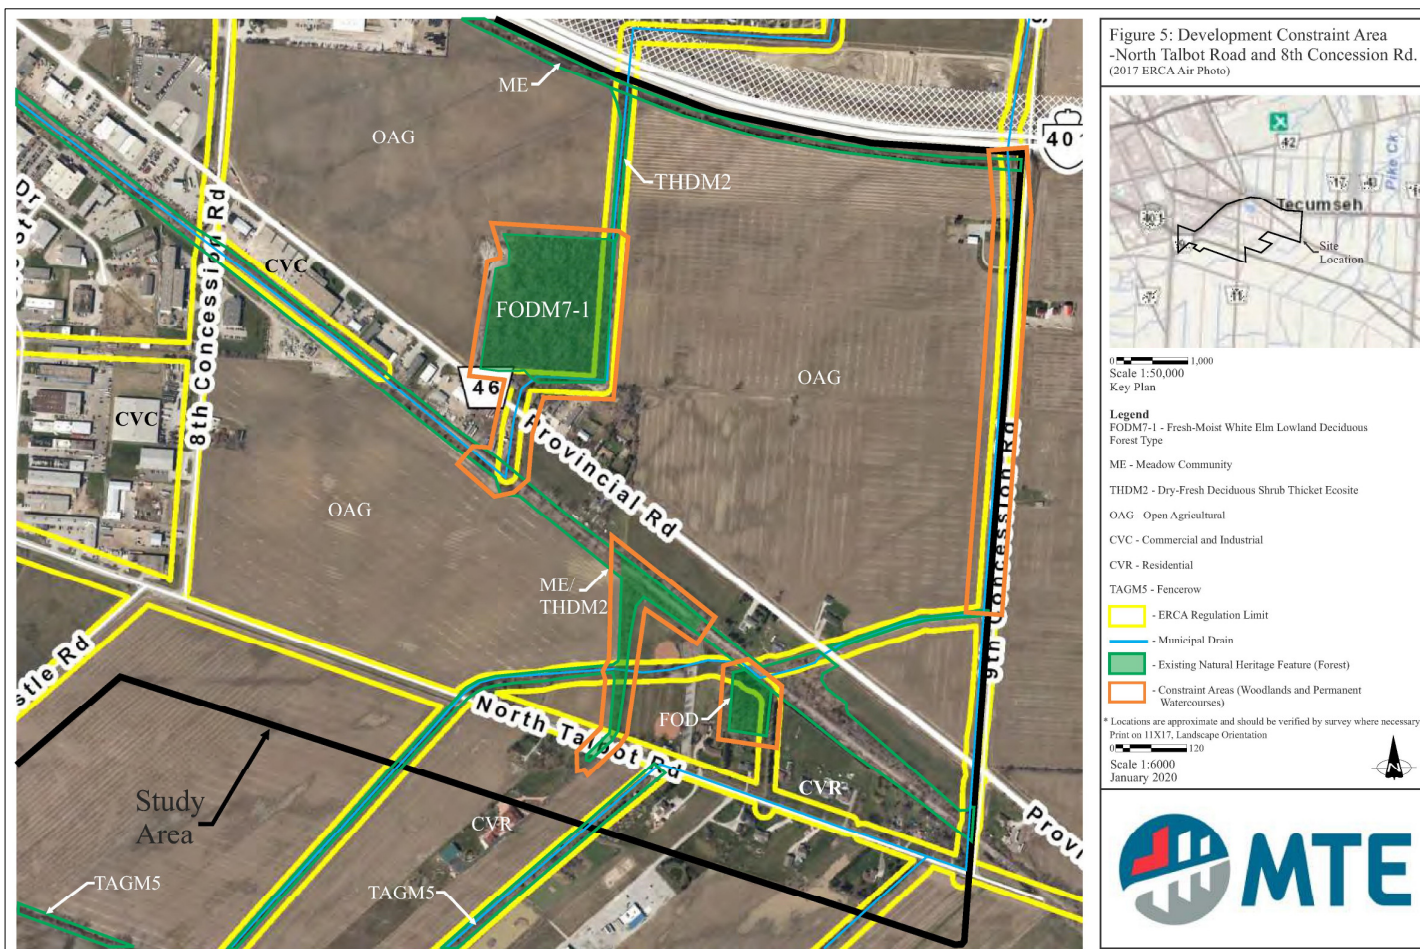 Figure 5: Development Constraint Area
-North Talbot Road and 8th Concession Rd.
(2017 ERCA Air Photo)
42
Pike Ck
Tecumseh
Site
Location
0 1,000
Scale 1:50,000
Key Plan
Legend
FODM7-1 - Fresh-Moist White Elm Lowland Deciduous
Forest Type
ME - Meadow Community
THDM2 - Dry-Fresh Deciduous Shrub Thicket Ecosite
OAG Open Agricultural
CVC - Commercial and Industrial
CVR - Residential
TAGM5 - Fencerow
- ERCA Regulation Limit
- Municipal Drain
- Existing Natural Heritage Feature (Forest)
- Constraint Areas (Woodlands and Permanent
Watercourses)
* Locations are approximate and should be verified by survey where necessary
Print on 11X17, Landscape Orientation
0 120
Scale 1:6000
January 2020
N
MTE
ME
OAG
401
THDM2
Dr
8th Concession Rd
CVC
FODM7-1
46
OAG
CVC
Provincial Rd
9th Concession Rd
OAG
ME/
THDM2
FOD
North Talbot Rd
CVR
Study
Area
CVR
TAGM5
TAGM5